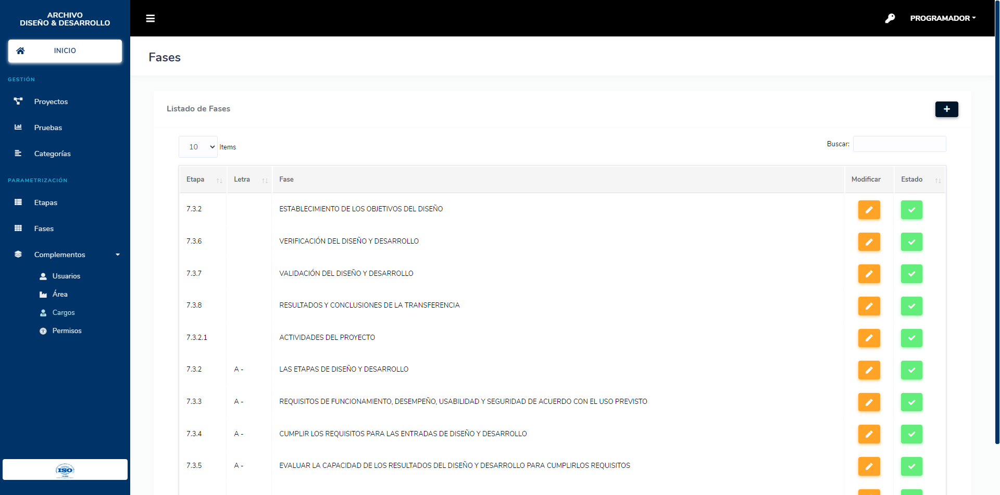 ARCHIVO
DISEÑO & DESARROLLO
INICIO
GESTIÓN
Proyectos
Pruebas
Categorías
PARAMETRIZACIÓN
Etapas
Fases
Complementos
Usuarios
Área
Cargos
Permisos
ISO
PROGRAMADOR
Fases
Listado de Fases
10 Items
Buscar:
Etapa Letra Fase Modificar Estado
7.3.2 ESTABLECIMIENTO DE LOS OBJETIVOS DEL DISEÑO
7.3.6 VERIFICACIÓN DEL DISEÑO Y DESARROLLO
7.3.7 VALIDACIÓN DEL DISEÑO Y DESARROLLO
7.3.8 RESULTADOS Y CONCLUSIONES DE LA TRANSFERENCIA
7.3.2.1 ACTIVIDADES DEL PROYECTO
7.3.2 A - LAS ETAPAS DE DISEÑO Y DESARROLLO
7.3.3 A - REQUISITOS DE FUNCIONAMIENTO, DESEMPEÑO, USABILIDAD Y SEGURIDAD DE ACUERDO CON EL USO PREVISTO
7.3.4 A - CUMPLIR LOS REQUISITOS PARA LAS ENTRADAS DE DISEÑO Y DESARROLLO
7.3.5 A - EVALUAR LA CAPACIDAD DE LOS RESULTADOS DEL DISEÑO Y DESARROLLO PARA CUMPLIRLOS REQUISITOS